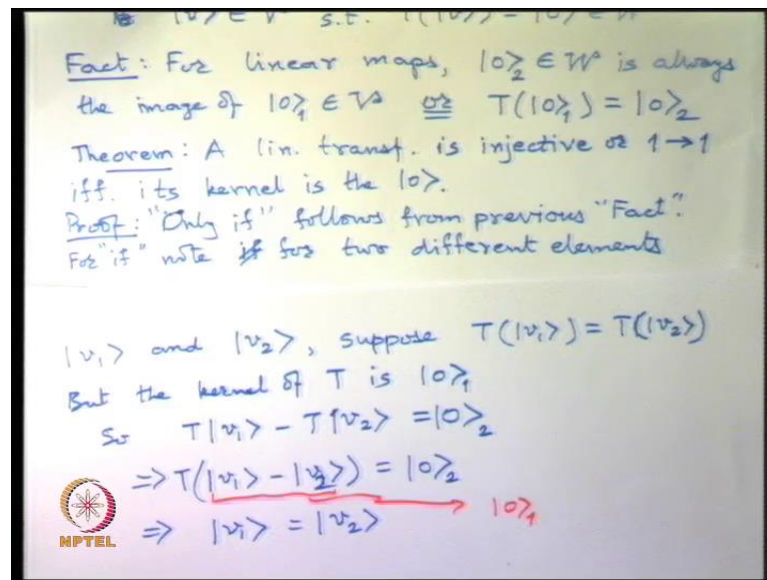 |v⟩ ∈ V s.t. T(|v⟩) = |0⟩ ∈ W
Fact: For linear maps, |0⟩₂ ∈ W is always
the image of |0⟩₁ ∈ V or T(|0⟩₁) = |0⟩₂
Theorem: A lin. transf. is injective or 1→1
iff. its kernel is the |0⟩.
Proof: "Only if" follows from previous "Fact".
For "if" note if for two different elements
|v₁⟩ and |v₂⟩, suppose T(|v₁⟩) = T(|v₂⟩)
But the kernel of T is |0⟩₁
So T|v₁⟩ - T|v₂⟩ = |0⟩₂
⇒ T(|v₁⟩ - |v₂⟩) = |0⟩₂
|0⟩₁
⇒ |v₁⟩ = |v₂⟩
NPTEL